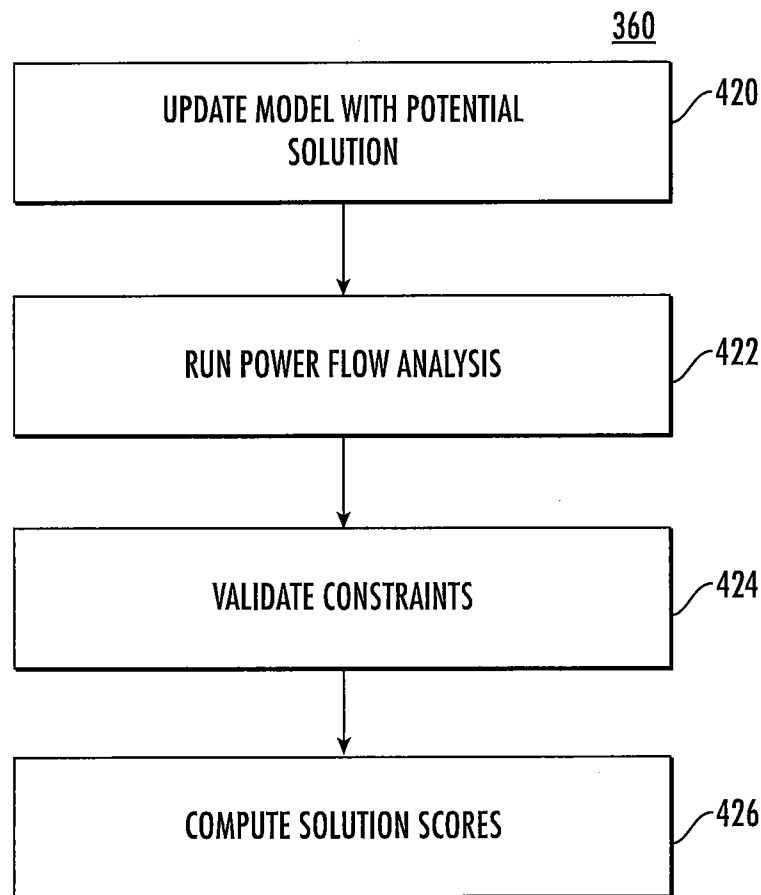 360
UPDATE MODEL WITH POTENTIAL
SOLUTION
420
RUN POWER FLOW ANALYSIS
422
VALIDATE CONSTRAINTS
424
COMPUTE SOLUTION SCORES
426